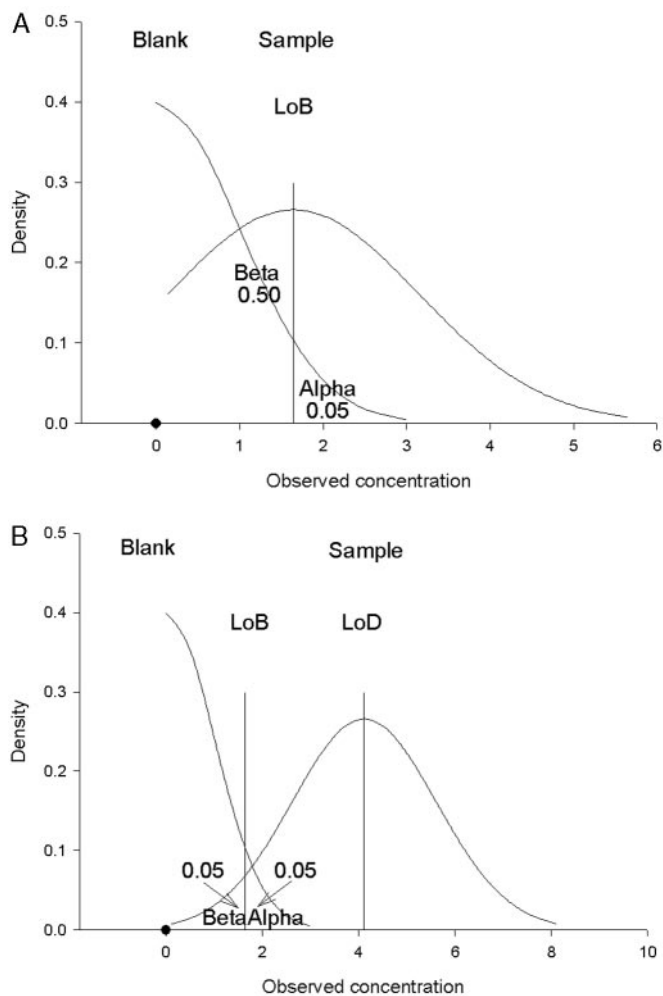 A
0.5
Blank
Sample
LoB
0.4
0.3
Density
0.2
Beta
0.50
0.1
Alpha
0.05
0.0
0 1 2 3 4 5 6
Observed concentration
B
0.5
Blank
Sample
LoB
LoD
0.4
0.3
Density
0.2
0.1
0.05 0.05
BetaAlpha
0.0
0 2 4 6 8 10
Observed concentration